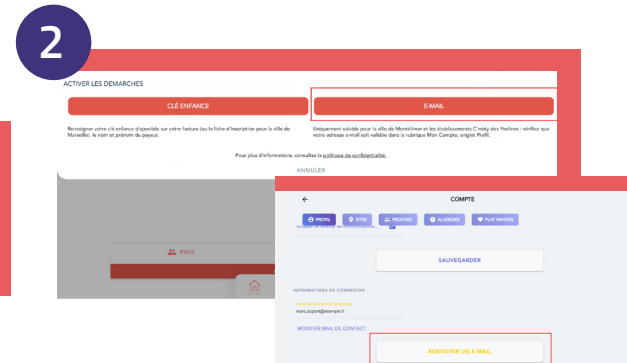 2
ACTIVER LES DEMARCHES
CLÉ ENFANCE
E-MAIL
Renseigner votre clé enfance disponible sur votre facture (ou la fiche d'inscription pour la ville de
Marseille), le nom et prénom du payeur.
Uniquement valable pour la ville de Montélimar et les établissements C'midy des Yvelines : vérifiez que
votre adresse e-mail soit validée dans la rubrique Mon Compte, onglet Profil.
Pour plus d'informations, consultez la politique de confidentialité.
ANNULER
PAUL
COMPTE
PROFIL
SITES
PROCHES
ALLERGIES
PLAT FAVORIS
SAUVEGARDER
INFORMATIONS DE CONNEXION
marc.dupont@exemple.fr
MODIFIER MAIL DE CONTACT
RENVOYER UN E-MAIL